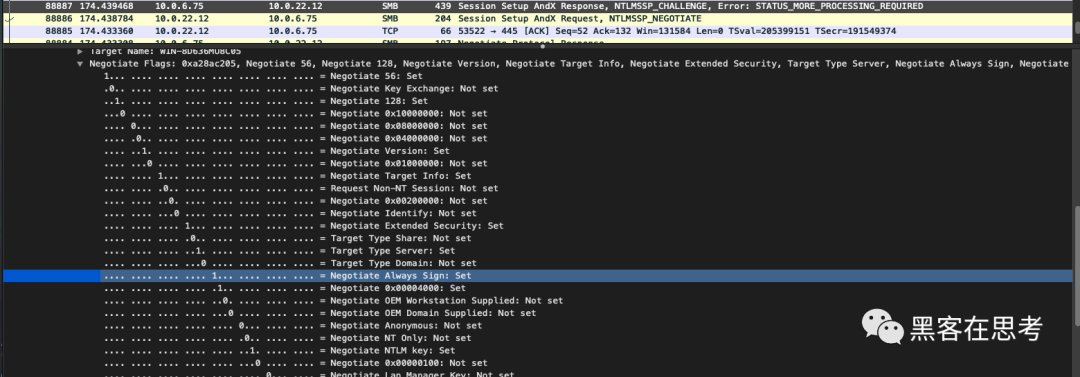 88887 174.439468 10.0.6.75 10.0.22.12 SMB 439 Session Setup AndX Response, NTLMSSP_CHALLENGE, Error: STATUS_MORE_PROCESSING_REQUIRED
88886 174.438784 10.0.22.12 10.0.6.75 SMB 204 Session Setup AndX Request, NTLMSSP_NEGOTIATE
88885 174.433360 10.0.22.12 10.0.6.75 TCP 66 53522 → 445 [ACK] Seq=52 Ack=132 Win=131584 Len=0 TSval=205399151 TSecr=191549374
Target Name: WIN-8D636MU8C05
Negotiate Flags: 0xa28ac205, Negotiate 56, Negotiate 128, Negotiate Version, Negotiate Target Info, Negotiate Extended Security, Target Type Server, Negotiate Always Sign, Negotiate
1... .... .... .... .... .... .... .... = Negotiate 56: Set
.0.. .... .... .... .... .... .... .... = Negotiate Key Exchange: Not set
..1. .... .... .... .... .... .... .... = Negotiate 128: Set
...0 .... .... .... .... .... .... .... = Negotiate 0x10000000: Not set
.... 0... .... .... .... .... .... .... = Negotiate 0x08000000: Not set
.... .0.. .... .... .... .... .... .... = Negotiate 0x04000000: Not set
.... ..1. .... .... .... .... .... .... = Negotiate Version: Set
.... ...0 .... .... .... .... .... .... = Negotiate 0x01000000: Not set
.... .... 1... .... .... .... .... .... = Negotiate Target Info: Set
.... .... .0.. .... .... .... .... .... = Request Non-NT Session: Not set
.... .... ..0. .... .... .... .... .... = Negotiate 0x00200000: Not set
.... .... ...0 .... .... .... .... .... = Negotiate Identify: Not set
.... .... .... 1... .... .... .... .... = Negotiate Extended Security: Set
.... .... .... .0.. .... .... .... .... = Target Type Share: Not set
.... .... .... ..1. .... .... .... .... = Target Type Server: Set
.... .... .... ...0 .... .... .... .... = Target Type Domain: Not set
.... .... .... .... 1... .... .... .... = Negotiate Always Sign: Set
.... .... .... .... .1.. .... .... .... = Negotiate 0x00004000: Set
.... .... .... .... ..0. .... .... .... = Negotiate OEM Workstation Supplied: Not set
.... .... .... .... ...0 .... .... .... = Negotiate OEM Domain Supplied: Not set
.... .... .... .... .... 0... .... .... = Negotiate Anonymous: Not set
.... .... .... .... .... .0.. .... .... = Negotiate NT Only: Not set
.... .... .... .... .... ..1. .... .... = Negotiate NTLM key: Set
.... .... .... .... .... ...0 .... .... = Negotiate 0x00000100: Not set
.... .... .... .... .... .... 0... .... = Negotiate Lan Manager Key: Not set
黑客在思考